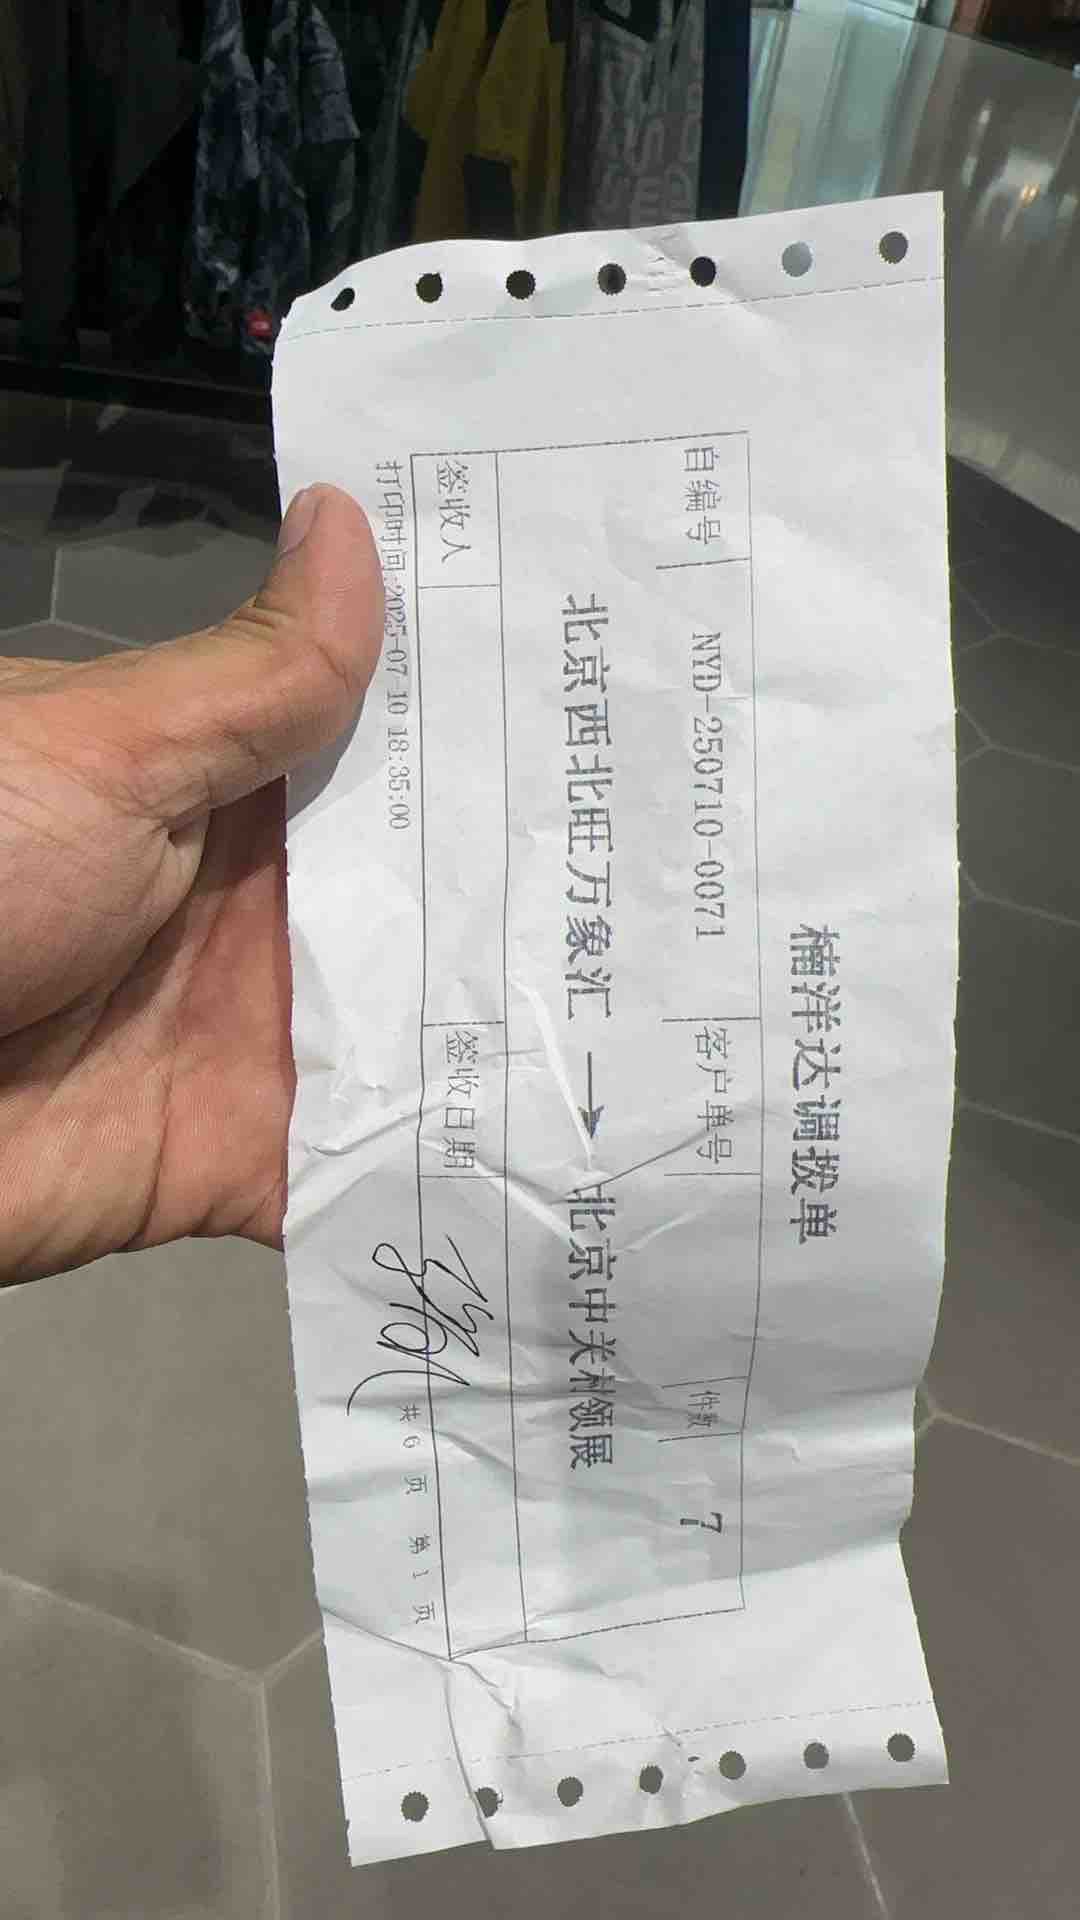 楠洋达调拨单
自编号 NYD-250710-0071 客户单号 件数 7
北京西北旺万象汇 → 北京中关村领展
签收人 签收日期
打印时间:2025-07-10 18:35:00 共 6 页 第 1 页